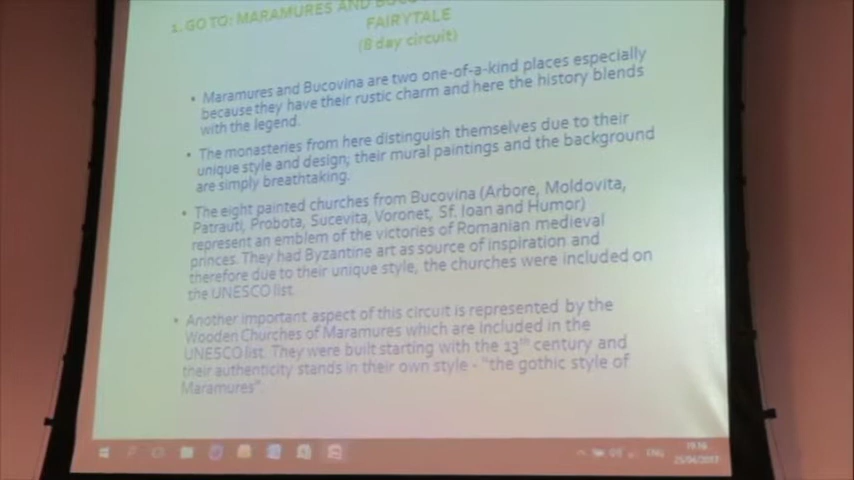 1. GO TO: MARAMURES AND
FAIRYTALE
(8 day circuit)
• Maramures and Bucovina are two one-of-a-kind places especially
because they have their rustic charm and here the history blends
with the legend.
• The monasteries from here distinguish themselves due to their
unique style and design; their mural paintings and the background
are simply breathtaking.
• The eight painted churches from Bucovina (Arbore, Moldovita,
Patrauti, Probota, Sucevita, Voronet, Sf. Ioan and Humor)
represent an emblem of the victories of Romanian medieval
princes. They had Byzantine art as source of inspiration and
therefore due to their unique style, the churches were included on
the UNESCO list.
• Another important aspect of this circuit is represented by the
Wooden Churches of Maramures which are included in the
UNESCO list. They were built starting with the 13th century and
their authenticity stands in their own style - "the gothic style of
Maramures".
ENG